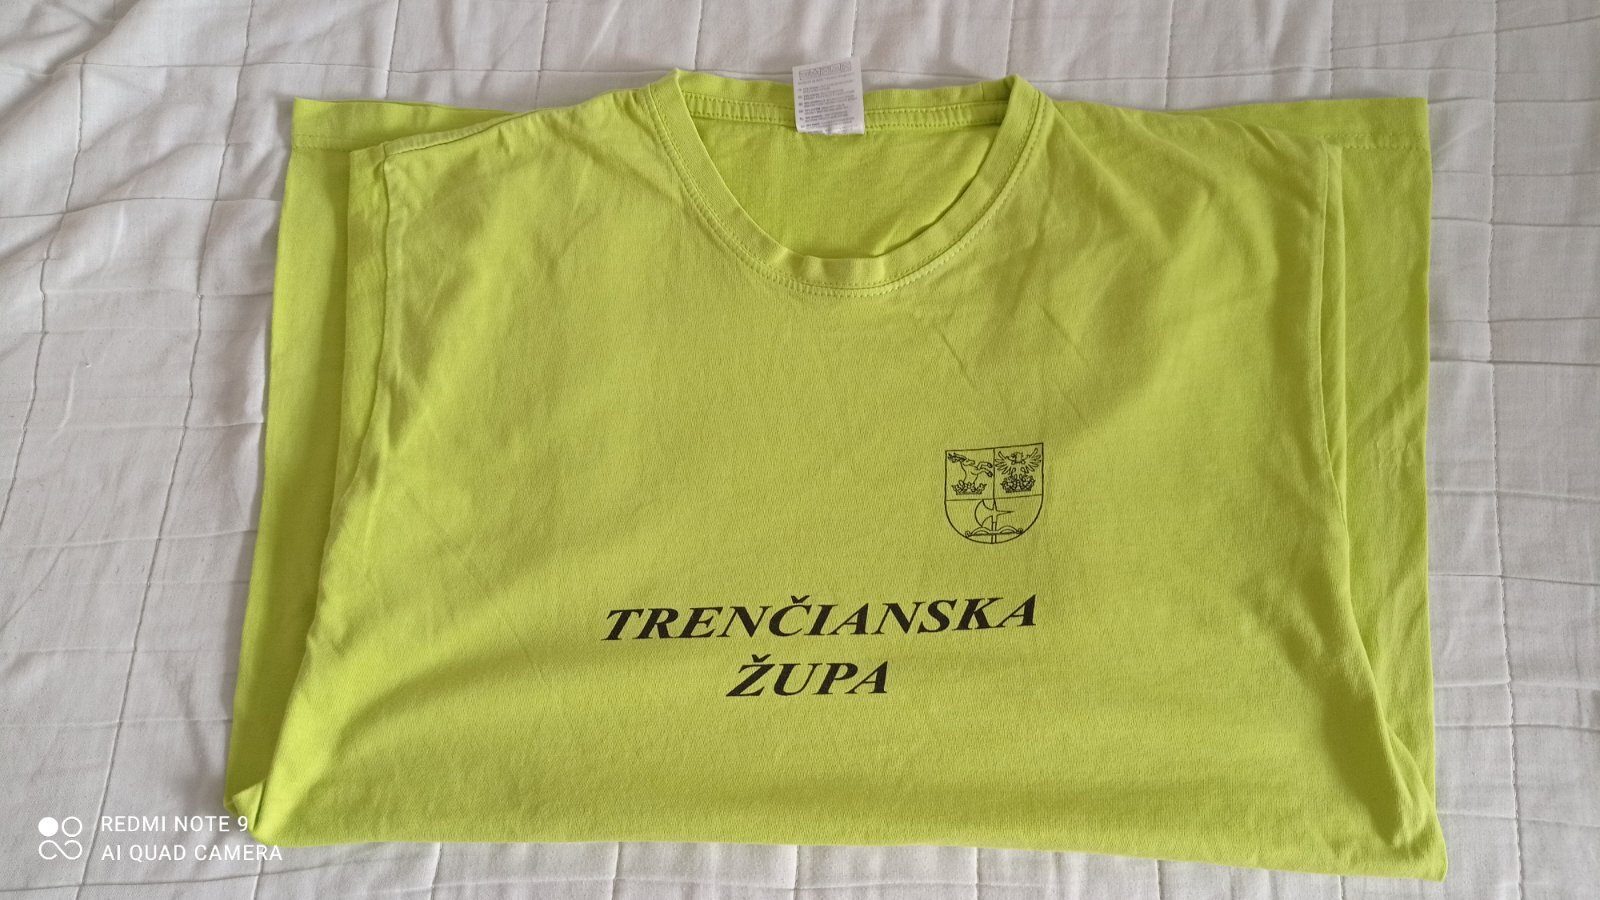 TRENČIANSKA
ŽUPA
REDMI NOTE 9
AI QUAD CAMERA